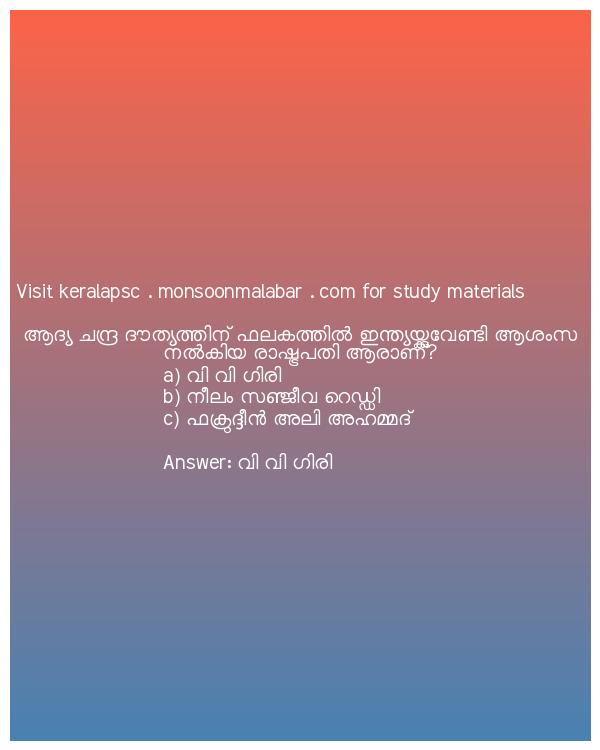 Visit keralapsc . monsoonmalabar . com for study materials
ആദ്യ ചന്ദ്ര ദൗത്യത്തിന് ഫലകത്തിൽ ഇന്ത്യയ്ക്കുവേണ്ടി ആശംസ
നൽകിയ രാഷ്ട്രപതി ആരാണ്?
a) വി വി ഗിരി
b) നീലം സഞ്ജീവ റെഡ്ഡി
c) ഫക്രുദ്ദീൻ അലി അഹമ്മദ്
Answer: വി വി ഗിരി